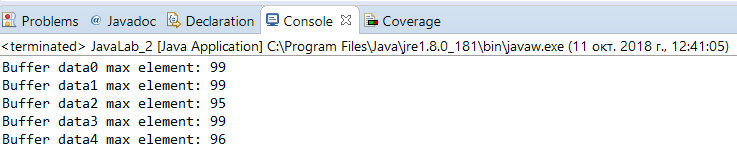 Problems @ Javadoc Declaration Console Coverage
<terminated> JavaLab_2 [Java Application] C:\Program Files\Java\jre1.8.0_181\bin\javaw.exe (11 окт. 2018 г., 12:41:05)
Buffer data0 max element: 99
Buffer data1 max element: 99
Buffer data2 max element: 95
Buffer data3 max element: 99
Buffer data4 max element: 96